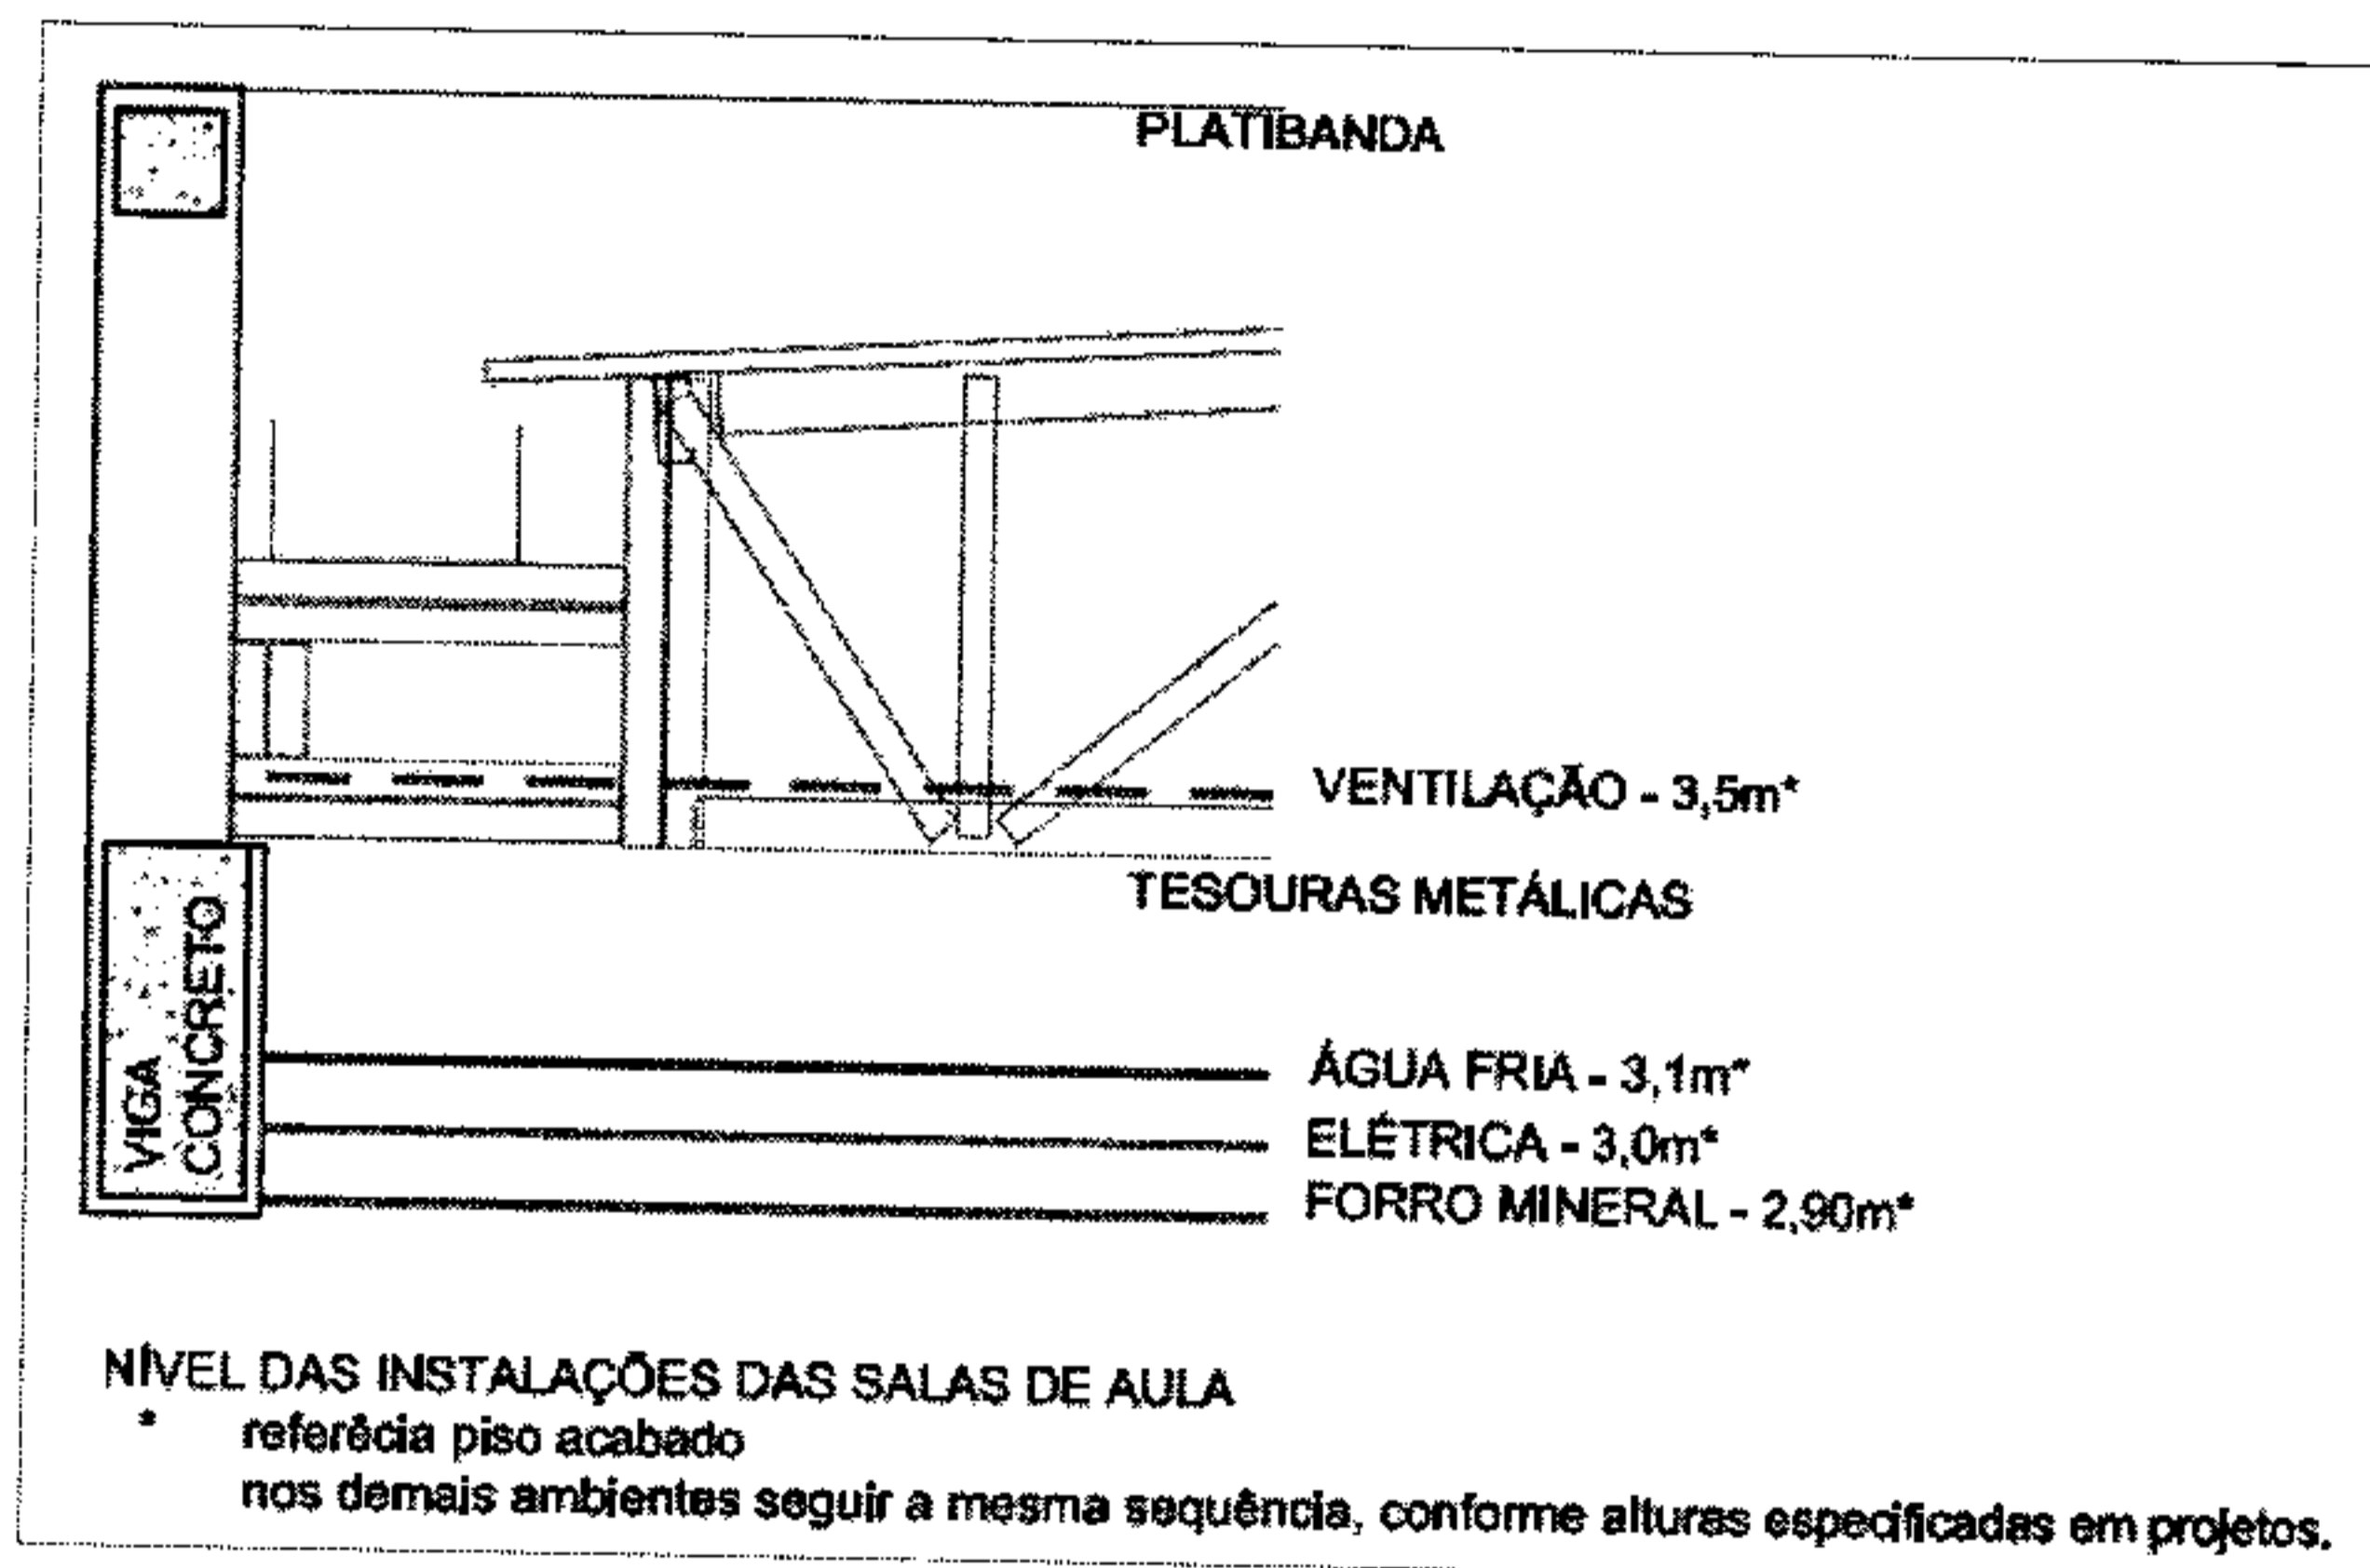 PLATIBANDA
VENTILAÇÃO - 3,5m*
TESOURAS METÁLICAS
VIGA
CONCRETO
ÁGUA FRIA - 3,1m*
ELÉTRICA - 3,0m*
FORRO MINERAL - 2,90m*
NÍVEL DAS INSTALAÇÕES DAS SALAS DE AULA
* referêcia piso acabado
nos demais ambientes seguir a mesma sequência, conforme alturas especificadas em projetos.